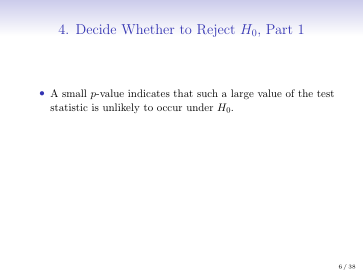 4. Decide Whether to Reject H₀, Part 1
• A small p-value indicates that such a large value of the test
statistic is unlikely to occur under H₀.
6 / 38